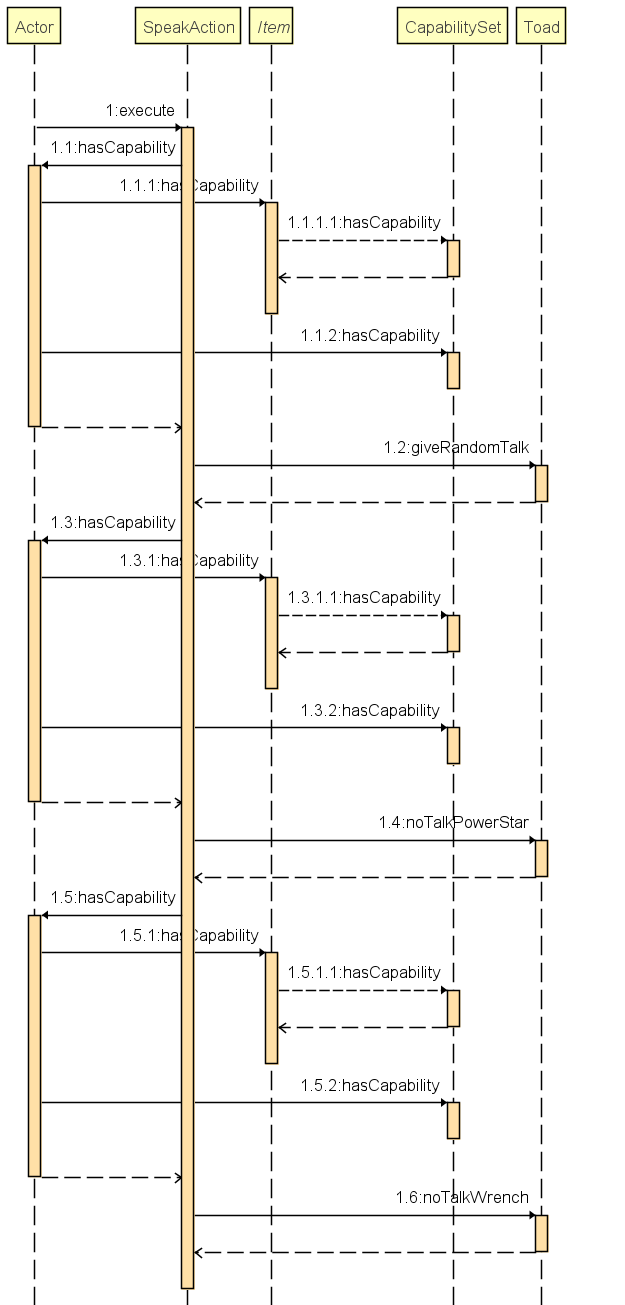 Actor
SpeakAction
Item
CapabilitySet
Toad
1:execute
1.1:hasCapability
1.1.1:hasCapability
1.1.1.1:hasCapability
1.1.2:hasCapability
1.2:giveRandomTalk
1.3:hasCapability
1.3.1:hasCapability
1.3.1.1:hasCapability
1.3.2:hasCapability
1.4:noTalkPowerStar
1.5:hasCapability
1.5.1:hasCapability
1.5.1.1:hasCapability
1.5.2:hasCapability
1.6:noTalkWrench